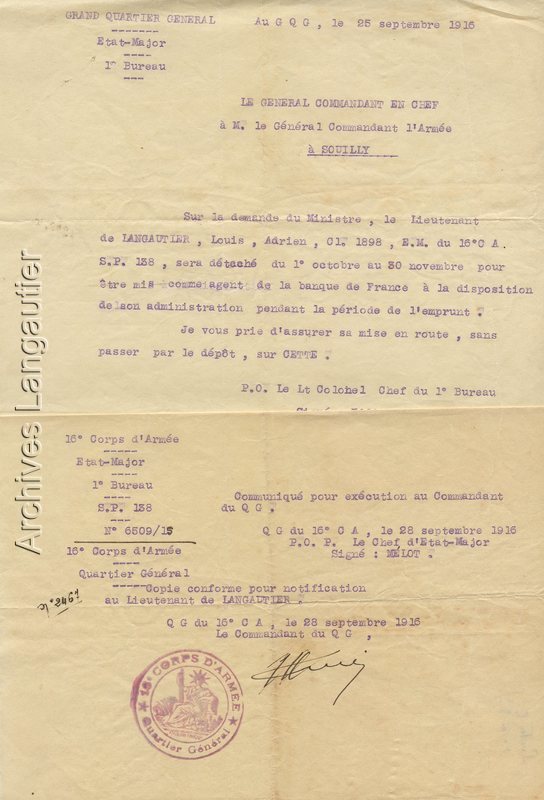 GRAND QUARTIER GENERAL
Au G Q G , le 25 septembre 1916
Etat-Major
1° Bureau
LE GENERAL COMMANDANT EN CHEF
à M. le Général Commandant l'Armée
à SOUILLY
Sur la demande du Ministre , le Lieutenant
de LANGAUTIER , Louis , Adrien , Cl. 1898 , E.M. du 16°C A .
S.P. 138 , sera détaché du 1° octobre au 30 novembre pour
être mis comme agent de la banque de France à la disposition
de son administration pendant la période de l'emprunt .
Je vous prie d'assurer sa mise en route , sans
passer par le dépôt , sur CETTE .
P.O. Le Lt Colohel Chef du 1° Bureau
16° Corps d'Armée
Etat-Major
1° Bureau
S.P. 138
N° 6509/15
Communiqué pour exécution au Commandant
du Q G .
Q G du 16° C A , le 28 septembre 1916
P.O. P. Le Chef d'Etat-Major
Signé : MELOT .
16° Corps d'Armée
Quartier Général
n° 2461
Copie conforme pour notification
au Lieutenant de LANGAUTIER .
Q G du 16° C A , le 28 septembre 1916
Le Commandant du Q G ,
16e CORPS D'ARMEE
Quartier Général
Archives Langautier